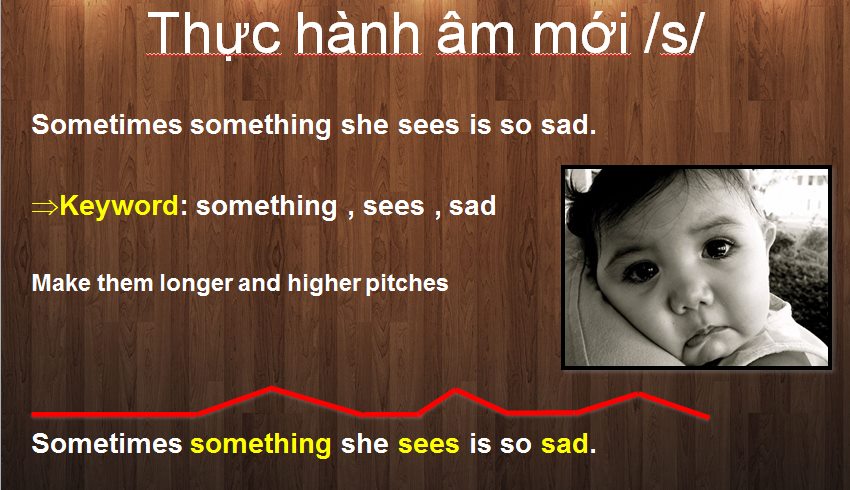 Thực hành âm mới /s/
Sometimes something she sees is so sad.
⇒Keyword: something , sees , sad
Make them longer and higher pitches
Sometimes something she sees is so sad.